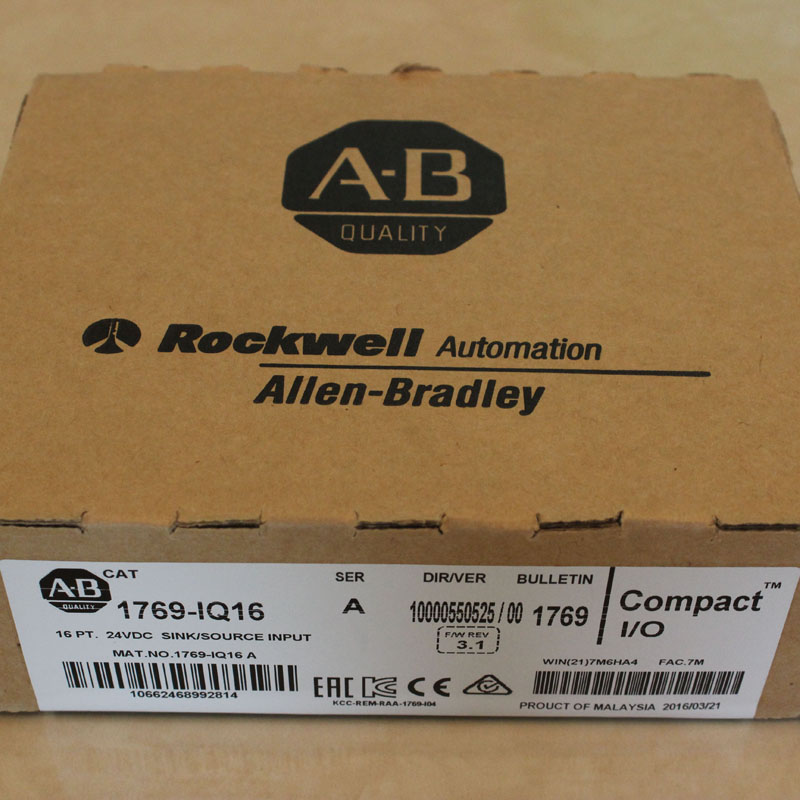 A-B
QUALITY
Rockwell Automation
Allen-Bradley
A-B
QUALITY
CAT
1769-IQ16
16 PT. 24VDC SINK/SOURCE INPUT
MAT.NO.1769-IQ16 A
10662468992814
SER
A
DIR/VER
10000550525 / 00
F/W REV
3.1
BULLETIN
1769
Compact™
I/O
EAC
CE
KCC-REM-RAA-1769-I04
WIN(21)7M6HA4 FAC.7M
PROUCT OF MALAYSIA 2016/03/21